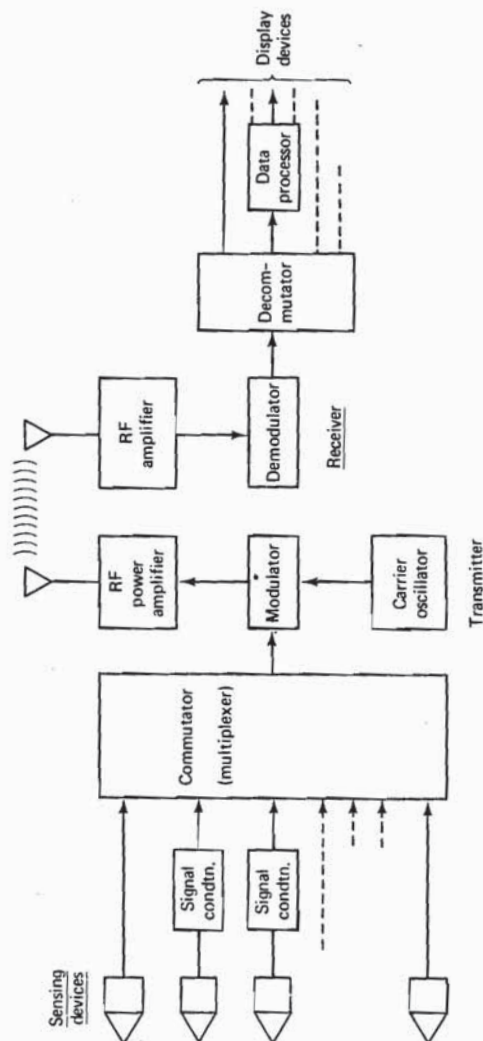 Sensing
devices
Signal
condtn.
Signal
condtn.
Commutator
(multiplexer)
RF
power
amplifier
Modulator
Carrier
oscillator
Transmitter
RF
amplifier
Demodulator
Receiver
Decom-
mutator
Data
processor
Display
devices